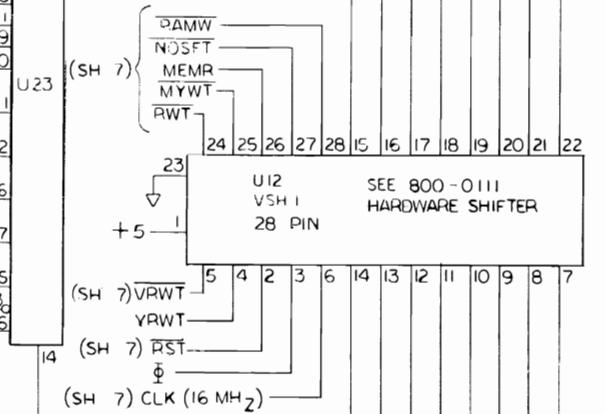 RAMW
NOSFT
(SH 7)
MEMR
U23
MYWT
RWT
24 25 26 27 28 15 16 17 18 19 20 21 22
23
U12
SEE 800-0111
VSH 1
HARDWARE SHIFTER
+5
1
28 PIN
5 4 2 3 6 14 13 12 11 10 9 8 7
(SH 7) VRWT
YRWT
(SH 7) RST
14
Φ
(SH 7) CLK (16 MHZ)